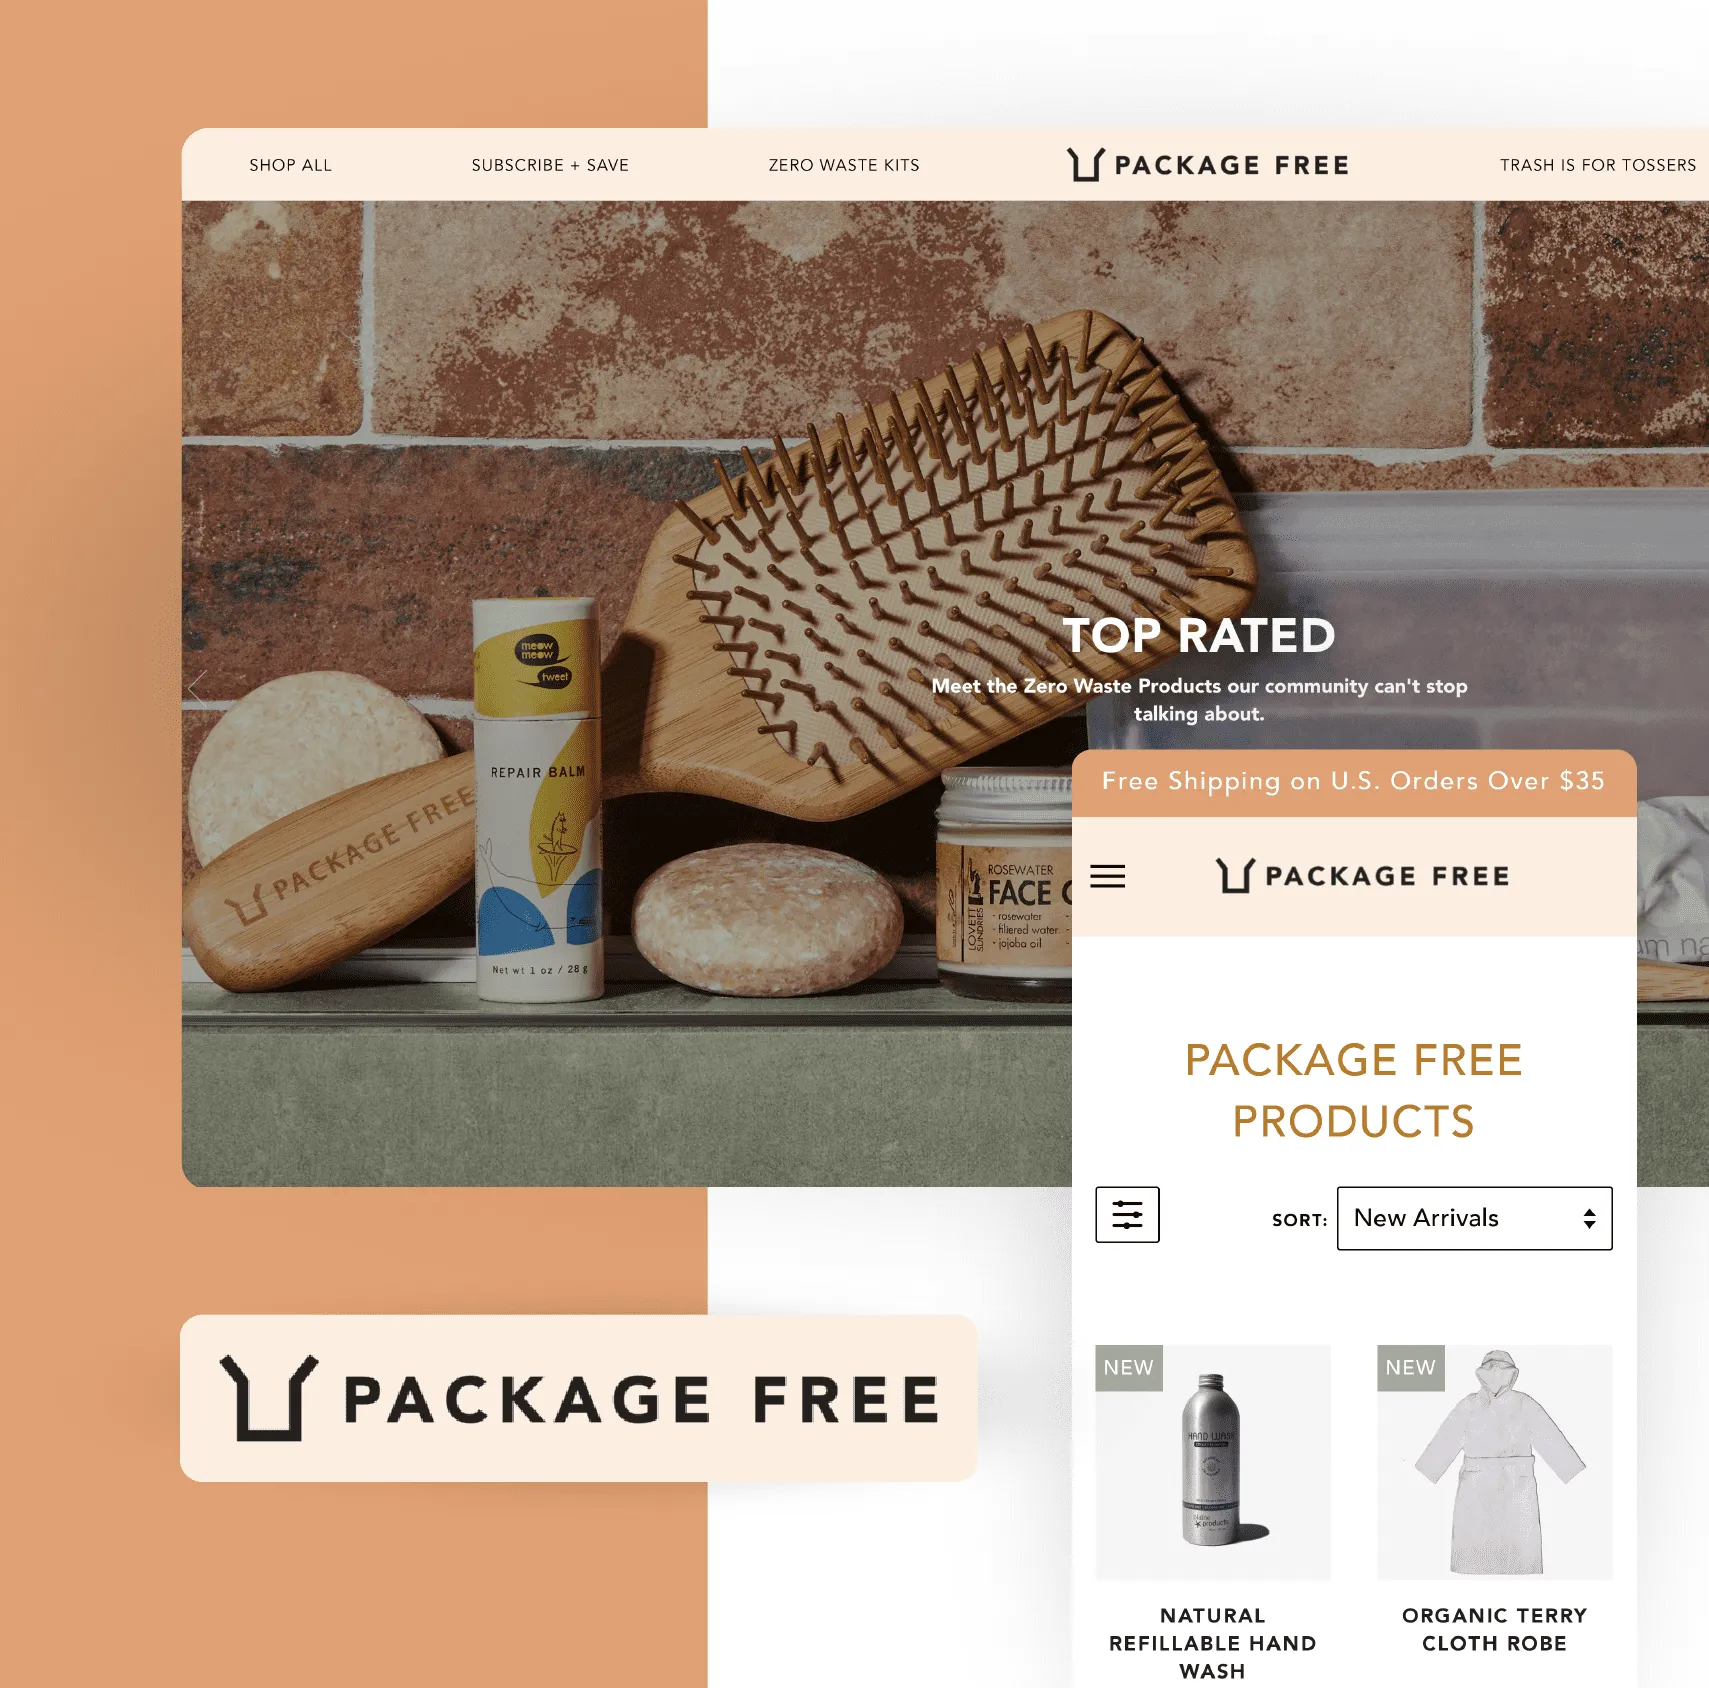 SHOP ALL
SUBSCRIBE + SAVE
ZERO WASTE KITS
PACKAGE FREE
TRASH IS FOR TOSSERS
TOP RATED
Meet the Zero Waste Products our community can't stop
talking about.
meow
meow
tweet
REPAIR BALM
Net wt 1 oz / 28 g
PACKAGE FREE
ROSEWATER
FACE
LOVETT
SUNDRIES
- rosewater
- filtered water
- jojoba oil
Free Shipping on U.S. Orders Over $35
PACKAGE FREE
PACKAGE FREE
PRODUCTS
SORT:
New Arrivals
PACKAGE FREE
NEW
HAND WASH
products
NEW
NATURAL
REFILLABLE HAND
WASH
ORGANIC TERRY
CLOTH ROBE